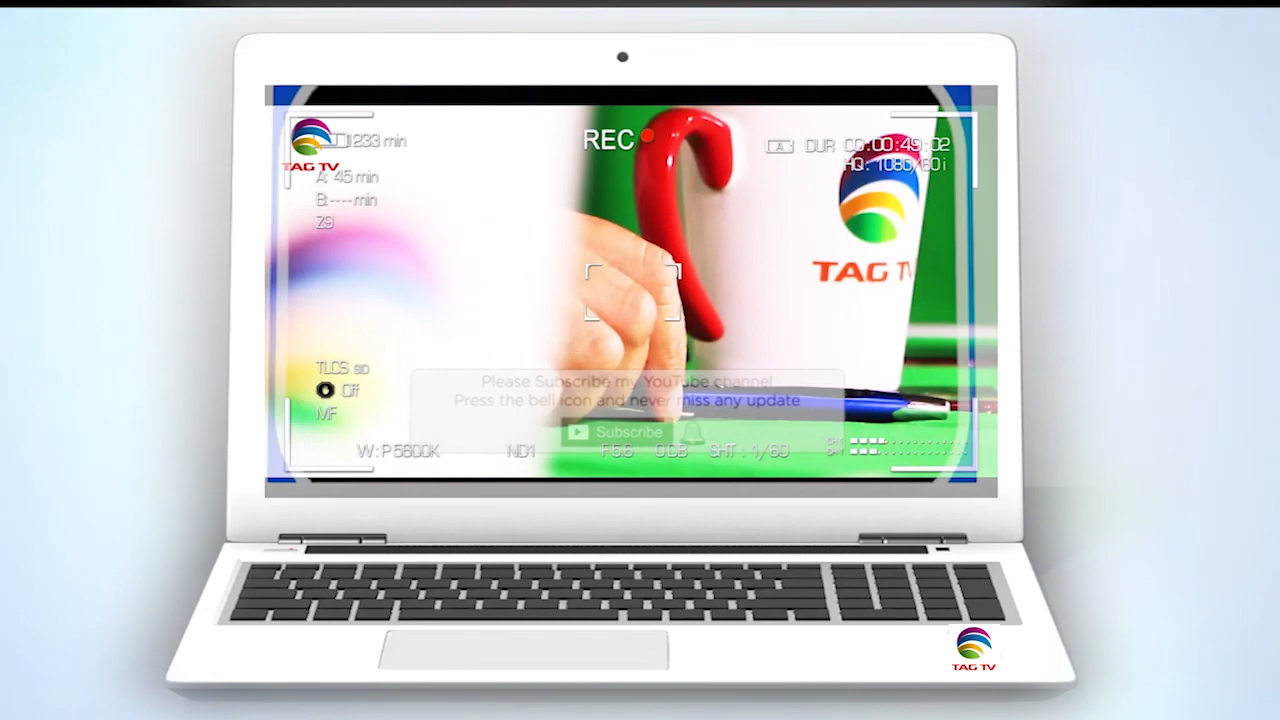 REC
233 min
DUR 00:00:49:02
HQ: 1080/60i
TAG TV
A: 45 min
B:----min
Z9
TAG TV
TLCS
Off
MF
Please Subscribe my YouTube channel
Press the bell icon and never miss any update
Subscribe
W:P5600K ND1 F5.6 0DB SHT : 1/60
TAG TV